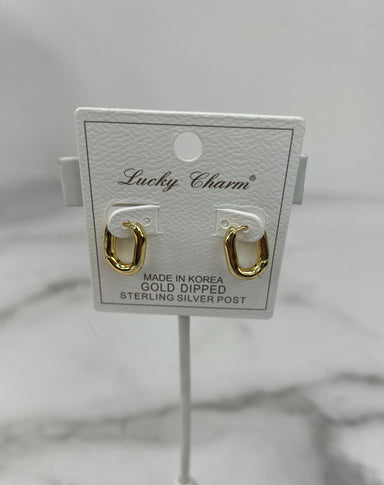 Lucky Charm®
MADE IN KOREA
GOLD DIPPED
STERLING SILVER POST